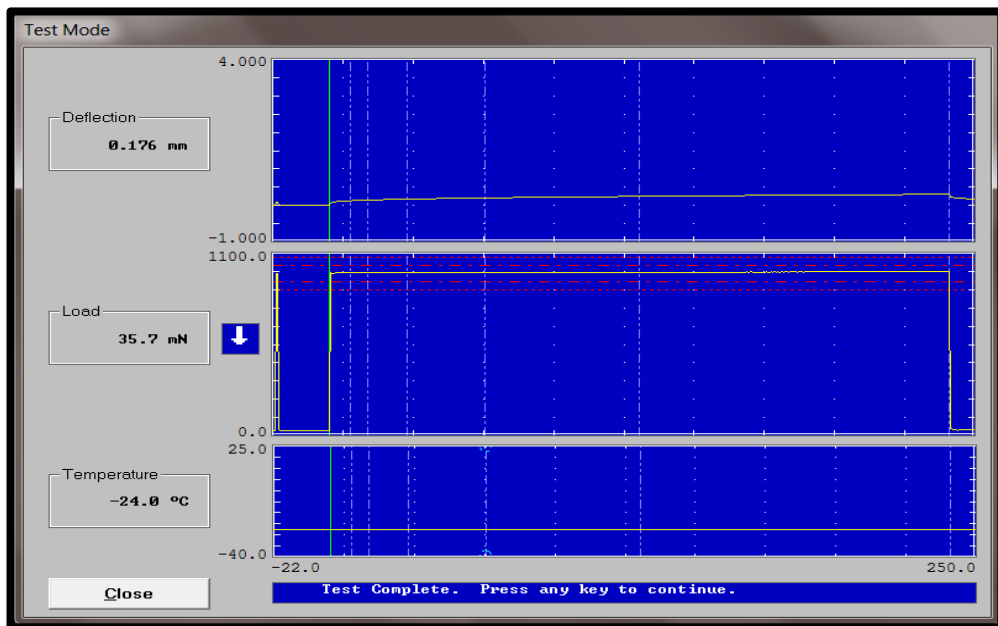 Test Mode
4.000
Deflection
0.176 mm
-1.000
1100.0
Load
35.7 mN
0.0
25.0
Temperature
-24.0 ºC
-40.0
-22.0 250.0
Close
Test Complete. Press any key to continue.